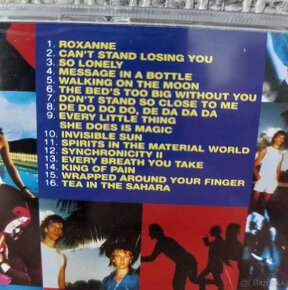 1. ROXANNE
2. CAN'T STAND LOSING YOU
3. SO LONELY
4. MESSAGE IN A BOTTLE
5. WALKING ON THE MOON
6. THE BED'S TOO BIG WITHOUT YOU
7. DON'T STAND SO CLOSE TO ME
8. DE DO DO DO, DE DA DA DA
9. EVERY LITTLE THING
SHE DOES IS MAGIC
10. INVISIBLE SUN
11. SPIRITS IN THE MATERIAL WORLD
12. SYNCHRONICITY II
13. EVERY BREATH YOU TAKE
14. KING OF PAIN
15. WRAPPED AROUND YOUR FINGER
16. TEA IN THE SAHARA